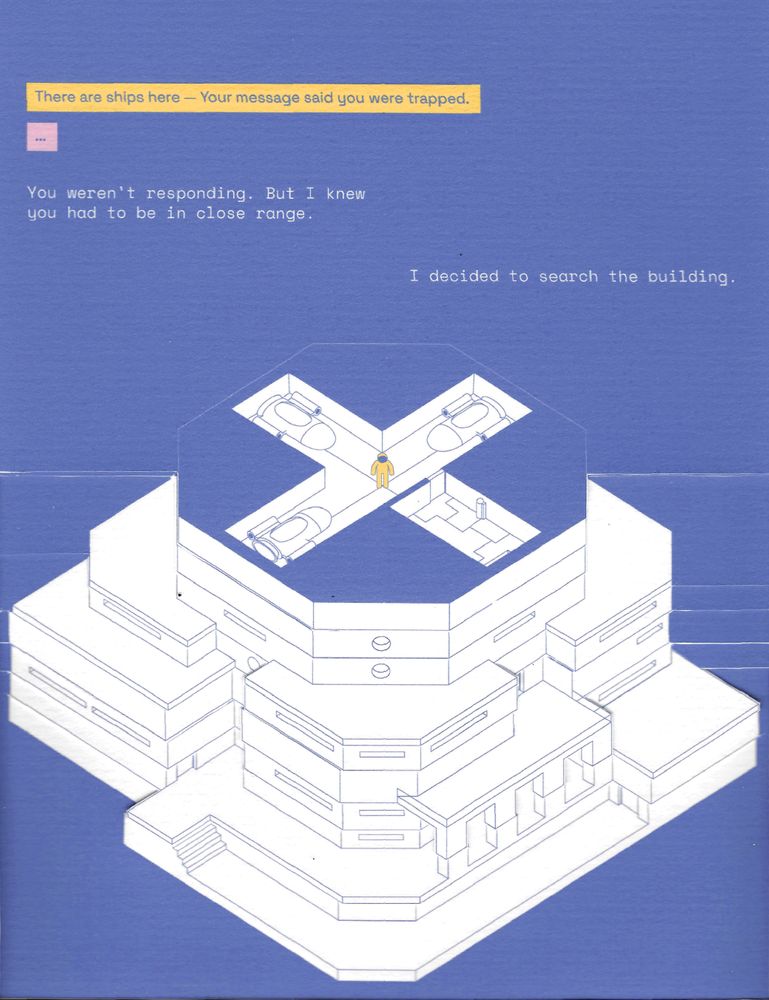 There are ships here — Your message said you were trapped.
...
You weren't responding. But I knew
you had to be in close range.
I decided to search the building.